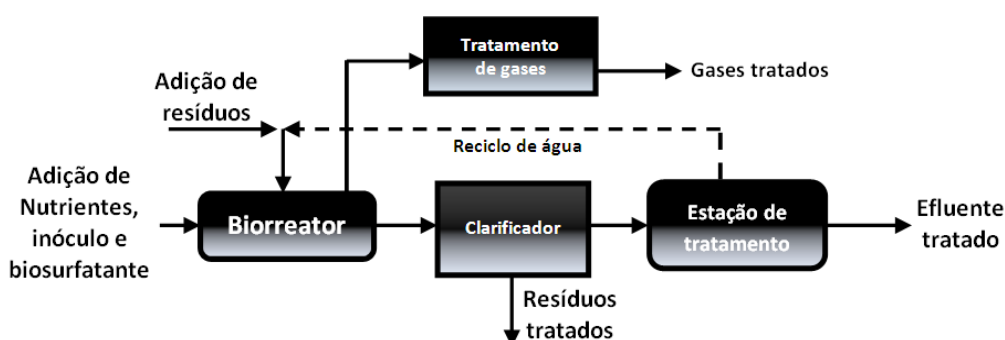 Tratamento
de gases
Gases tratados
Adição de
resíduos
Reciclo de água
Adição de
Nutrientes,
inóculo e
biosurfatante
Biorreator
Clarificador
Estação de
tratamento
Efluente
tratado
Resíduos
tratados